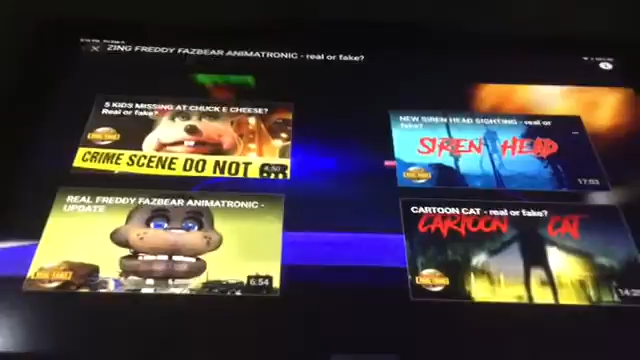 ZING FREDDY FAZBEAR ANIMATRONIC - real or fake?
5 KIDS MISSING AT CHUCK E CHEESE?
Real or fake?
CRIME SCENE DO NOT
4:50
NEW SIREN HEAD SIGHTING - real or
fake?
SIREN HEAD
17:03
REAL FREDDY FAZBEAR ANIMATRONIC -
UPDATE
6:54
CARTOON CAT - real or fake?
CARTOON CAT